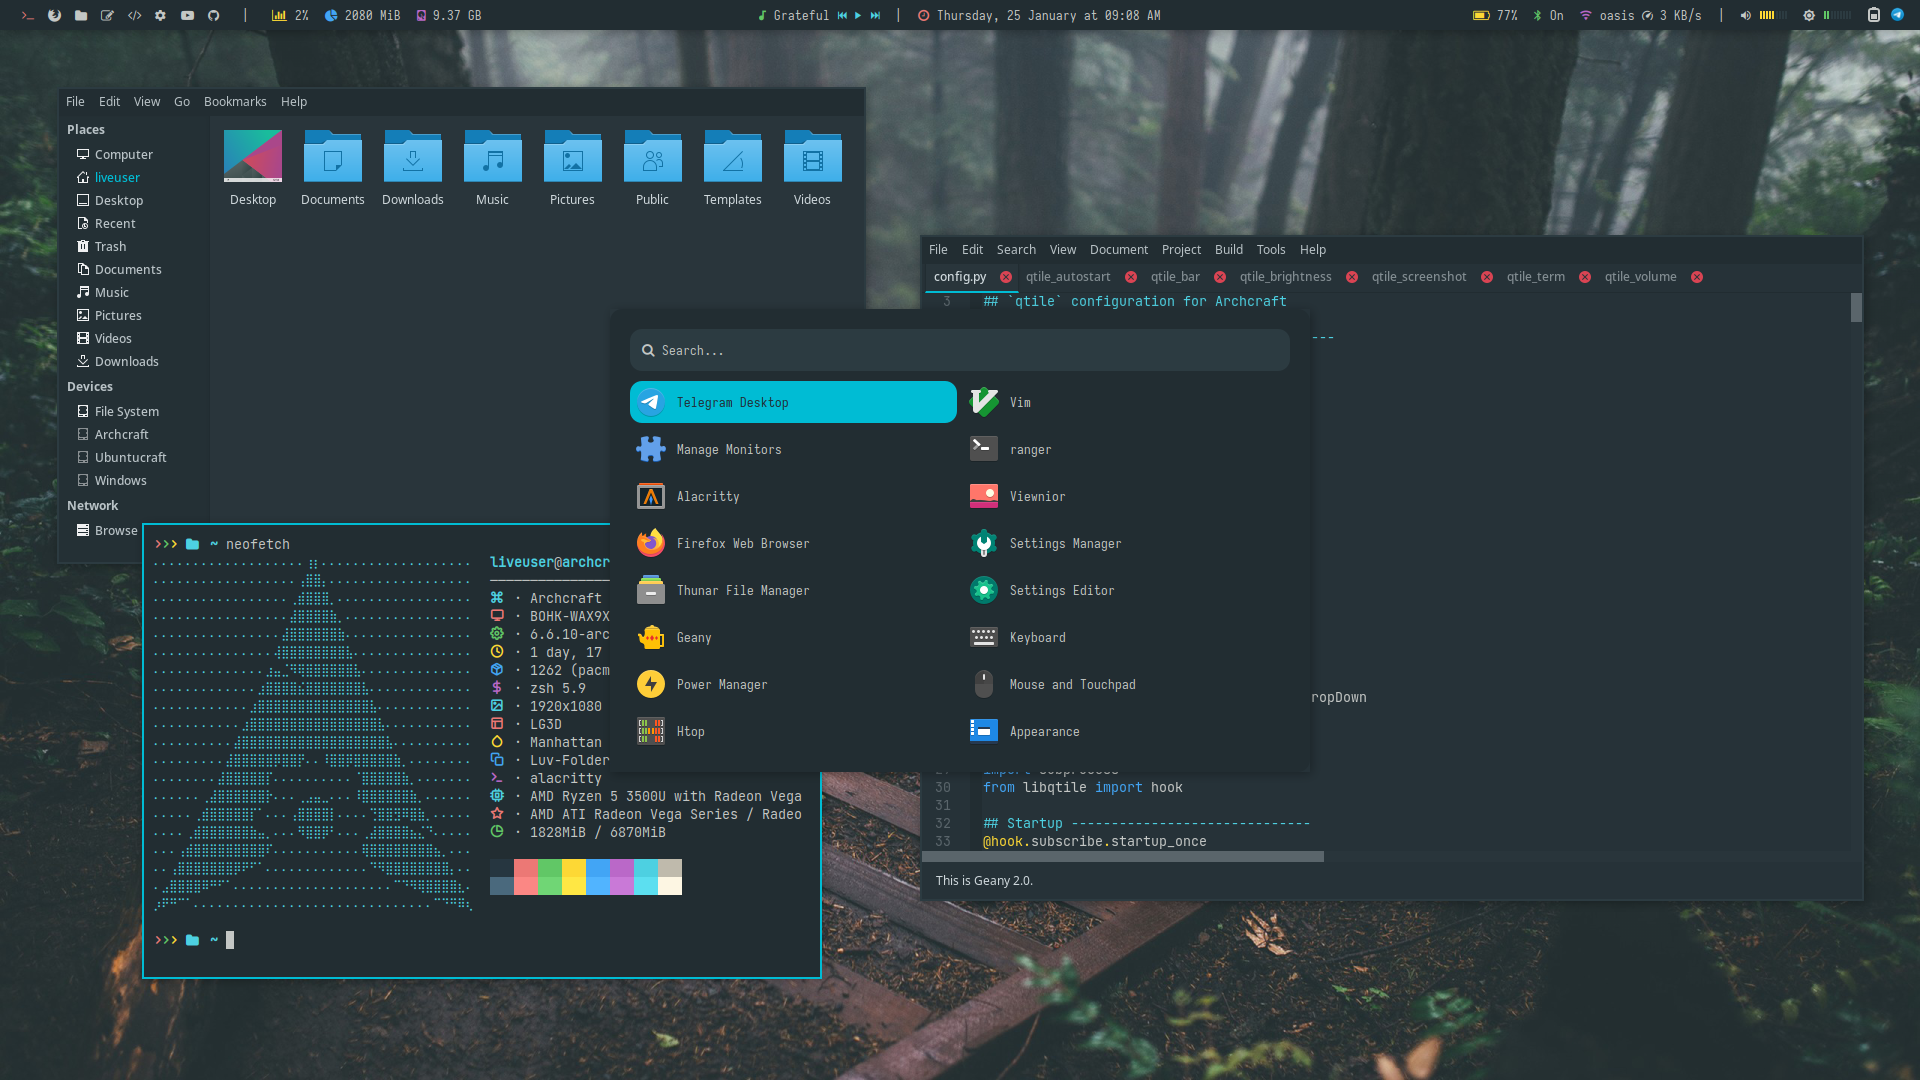 2%
2080 MiB
9.37 GB
Grateful
Thursday, 25 January at 09:08 AM
77%
On
oasis
3 KB/s
File Edit View Go Bookmarks Help
Places
Computer
liveuser
Desktop
Recent
Trash
Documents
Music
Pictures
Videos
Downloads
Devices
File System
Archcraft
Ubuntucraft
Windows
Network
Browse
Desktop Documents Downloads Music Pictures Public Templates Videos
~ neofetch
liveuser@archcr
· Archcraft
· BOHK-WAX9X
· 6.6.10-arc
· 1 day, 17
· 1262 (pacm
· zsh 5.9
· 1920x1080
· LG3D
· Manhattan
· Luv-Folder
· alacritty
· AMD Ryzen 5 3500U with Radeon Vega
· AMD ATI Radeon Vega Series / Radeo
· 1828MiB / 6870MiB
~
Search...
Telegram Desktop
Manage Monitors
Alacritty
Firefox Web Browser
Thunar File Manager
Geany
Power Manager
Htop
Vim
ranger
Viewnior
Settings Manager
Settings Editor
Keyboard
Mouse and Touchpad
Appearance
File Edit Search View Document Project Build Tools Help
config.py qtile_autostart qtile_bar qtile_brightness qtile_screenshot qtile_term qtile_volume
3 ## `qtile` configuration for Archcraft
---
ropDown
30 from libqtile import hook
31
32 ## Startup ------------------------------
33 @hook.subscribe.startup_once
This is Geany 2.0.